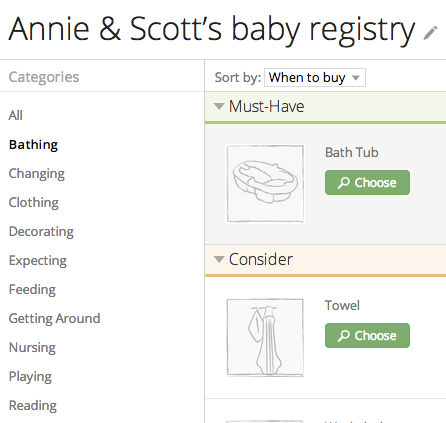 Annie & Scott’s baby registry
Categories
All
Bathing
Changing
Clothing
Decorating
Expecting
Feeding
Getting Around
Nursing
Playing
Reading
Sort by: When to buy
Must-Have
Bath Tub
Choose
Consider
Towel
Choose